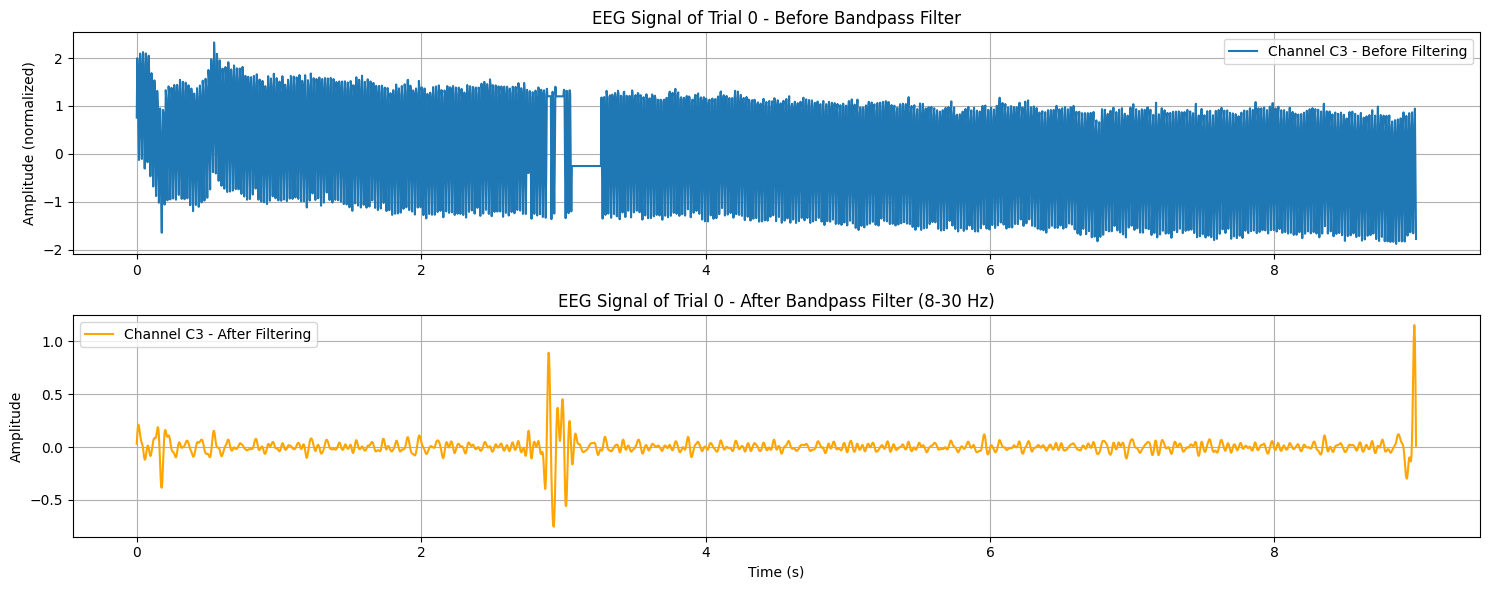 EEG Signal of Trial 0 - Before Bandpass Filter
Amplitude (normalized)
2
1
0
−1
−2
Channel C3 - Before Filtering
0 2 4 6 8
EEG Signal of Trial 0 - After Bandpass Filter (8-30 Hz)
Amplitude
1.0
0.5
0.0
−0.5
Channel C3 - After Filtering
0 2 4 6 8
Time (s)